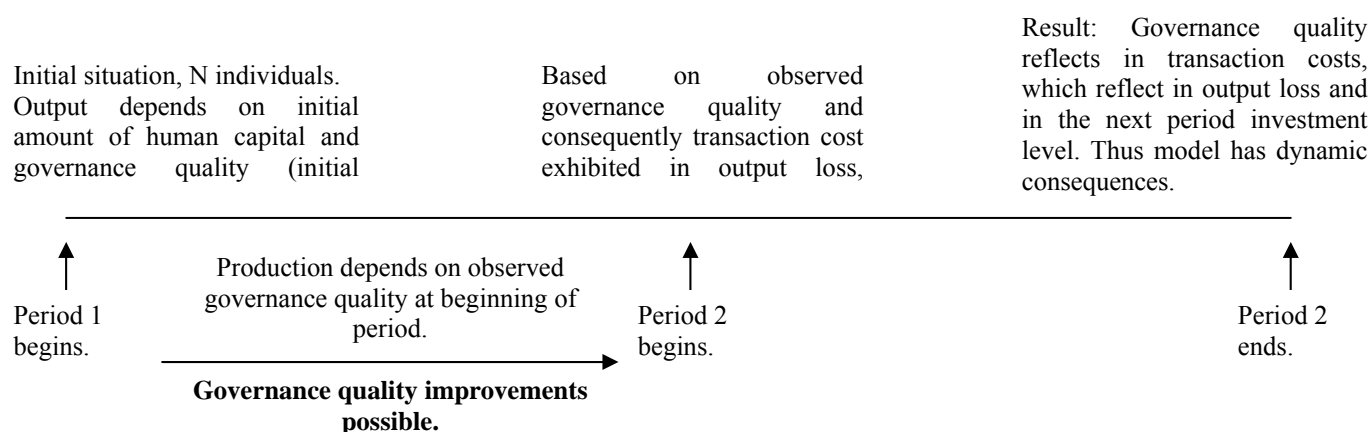 Initial situation, N individuals.
Output depends on initial
amount of human capital and
governance quality (initial
Based on observed
governance quality and
consequently transaction cost
exhibited in output loss,
Result: Governance quality
reflects in transaction costs,
which reflect in output loss and
in the next period investment
level. Thus model has dynamic
consequences.
Period 1
begins.
Production depends on observed
governance quality at beginning of
period.
Governance quality improvements
possible.
Period 2
begins.
Period 2
ends.